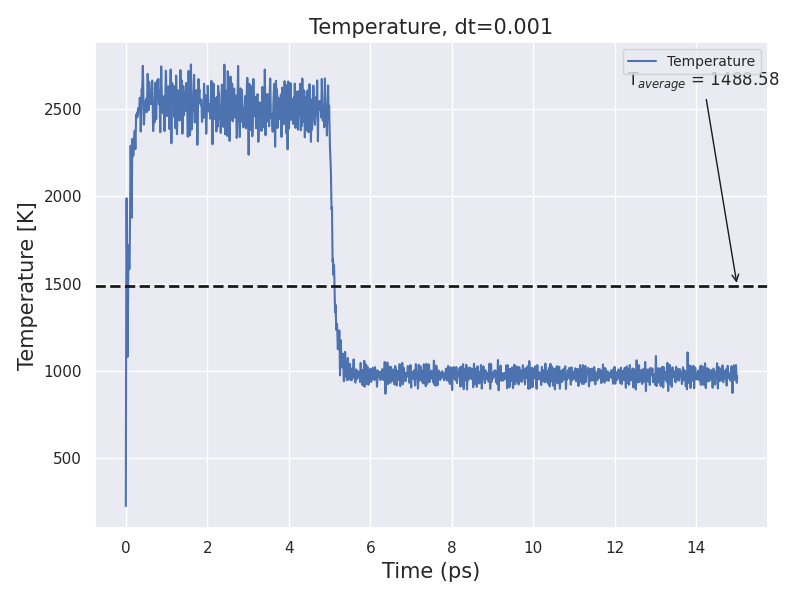 Temperature, dt=0.001
Temperature
T_average = 1488.58
Temperature [K]
2500
2000
1500
1000
500
0 2 4 6 8 10 12 14
Time (ps)